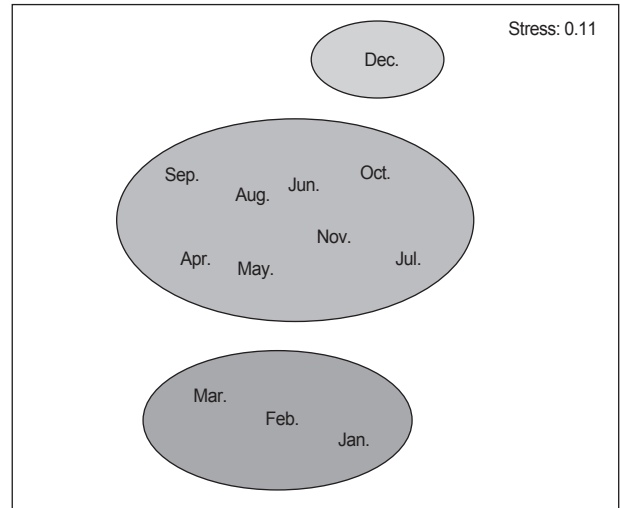 Stress: 0.11
Dec.
Sep. Aug. Jun. Oct.
Nov.
Apr. May. Jul.
Mar.
Feb.
Jan.